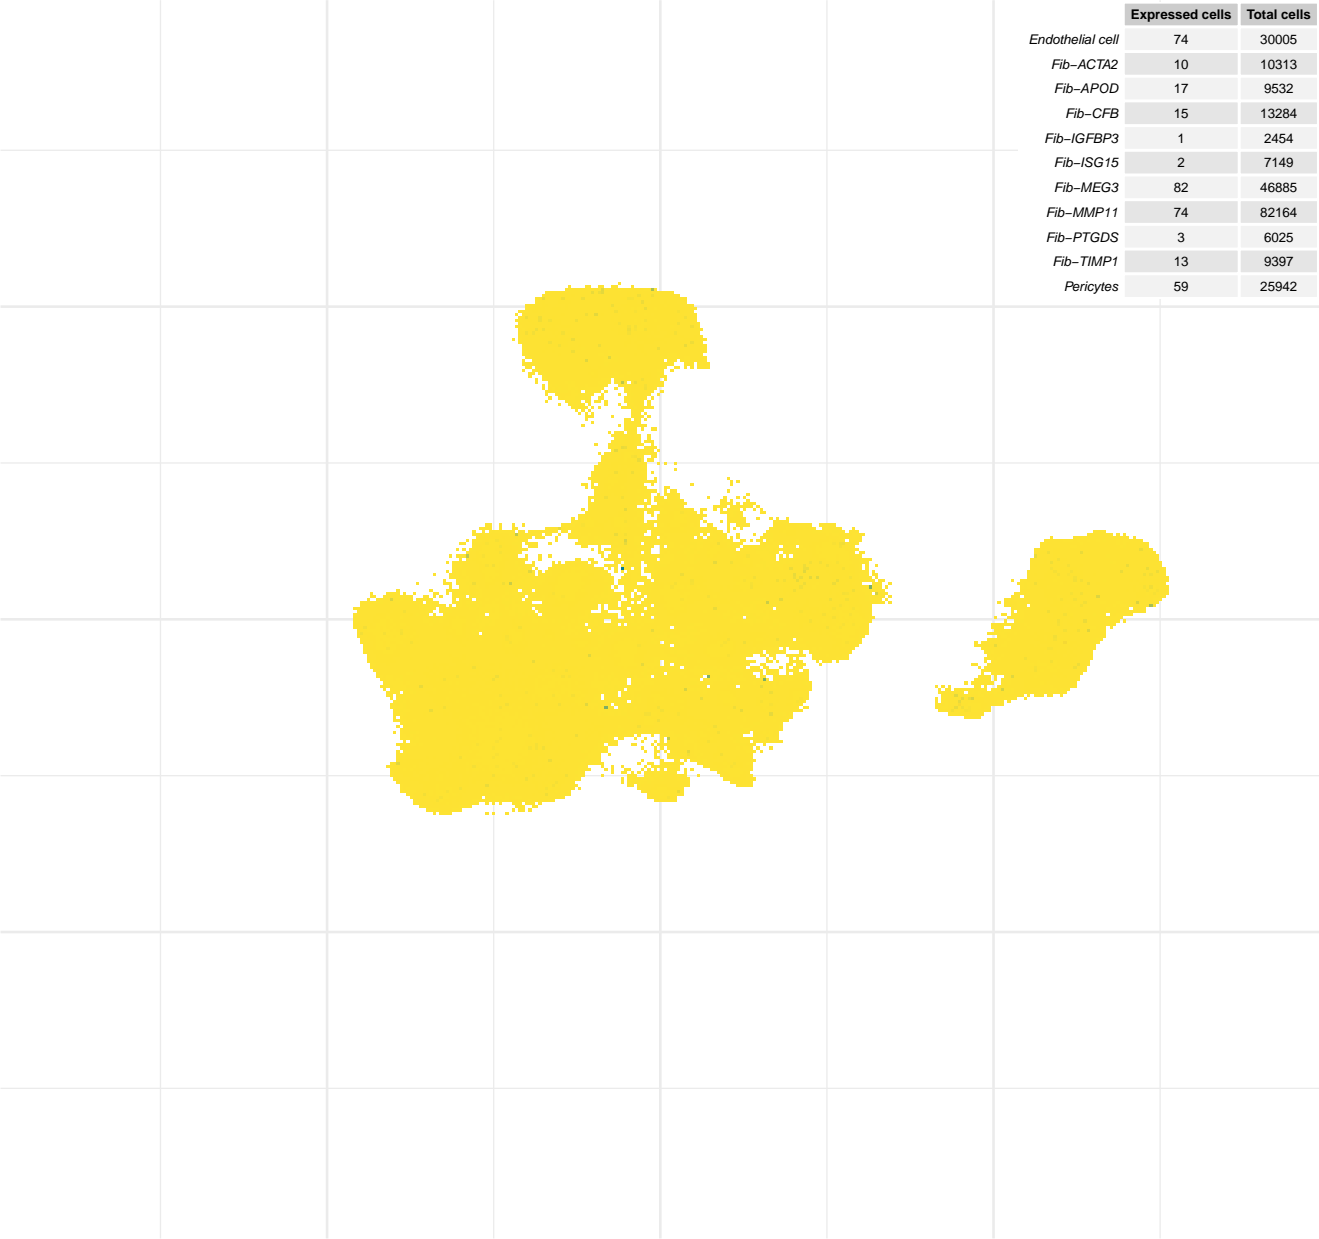 Expressed cells Total cells
Endothelial cell 74 30005
Fib−ACTA2 10 10313
Fib−APOD 17 9532
Fib−CFB 15 13284
Fib−IGFBP3 1 2454
Fib−ISG15 2 7149
Fib−MEG3 82 46885
Fib−MMP11 74 82164
Fib−PTGDS 3 6025
Fib−TIMP1 13 9397
Pericytes 59 25942